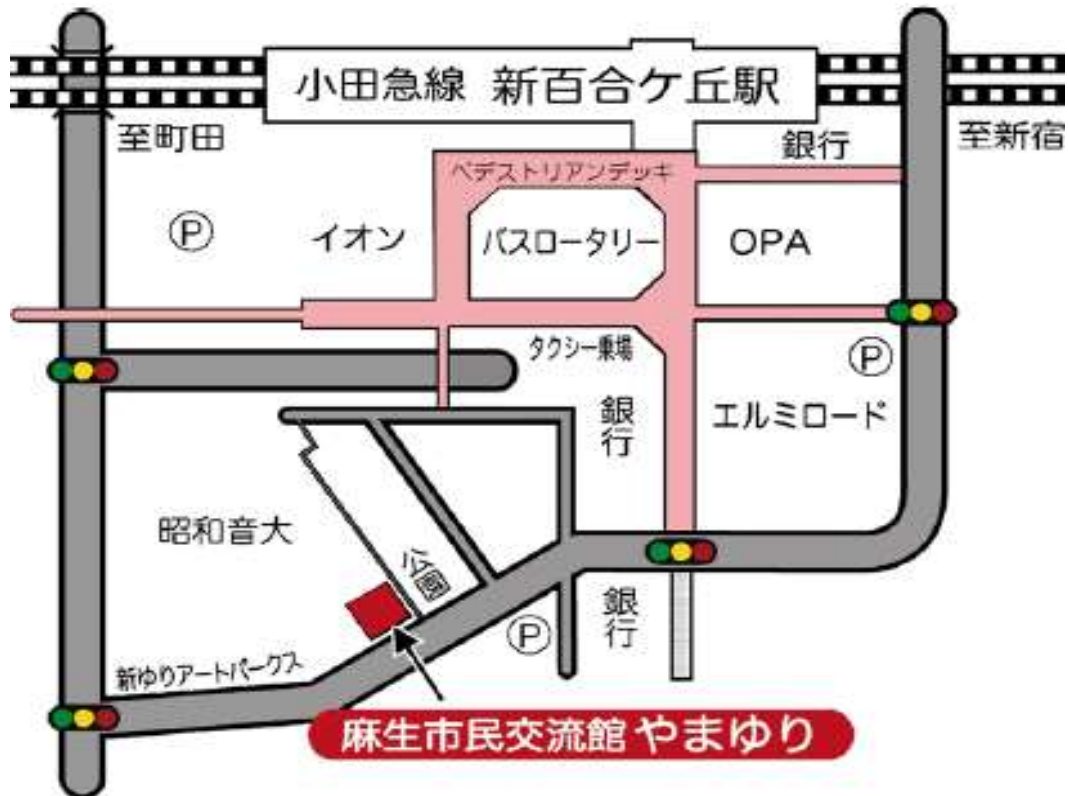 小田急線 新百合ケ丘駅
至町田
銀行
至新宿
ペデストリアンデッキ
Ⓟ
イオン
バスロータリー
OPA
タクシー乗場
Ⓟ
銀行
エルミロード
昭和音大
公園
銀行
Ⓟ
新ゆりアートパークス
麻生市民交流館 やまゆり